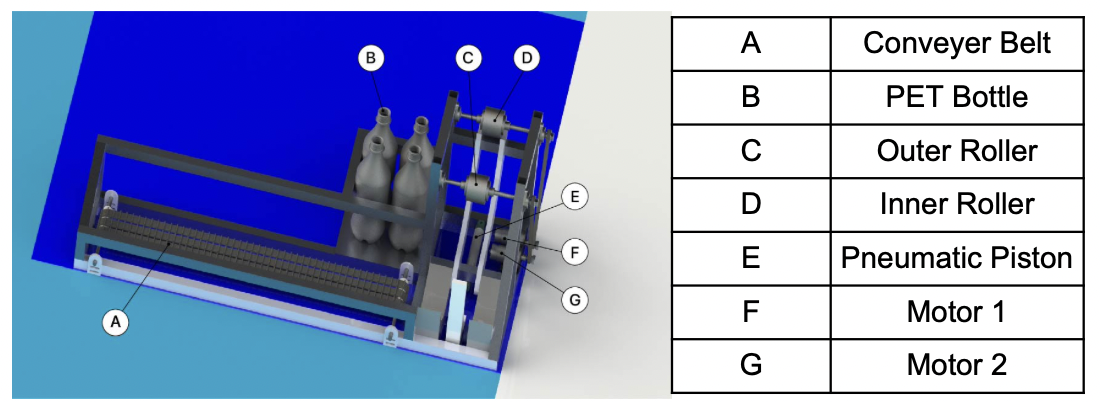 B
C
D
E
F
G
A
A Conveyer Belt
B PET Bottle
C Outer Roller
D Inner Roller
E Pneumatic Piston
F Motor 1
G Motor 2